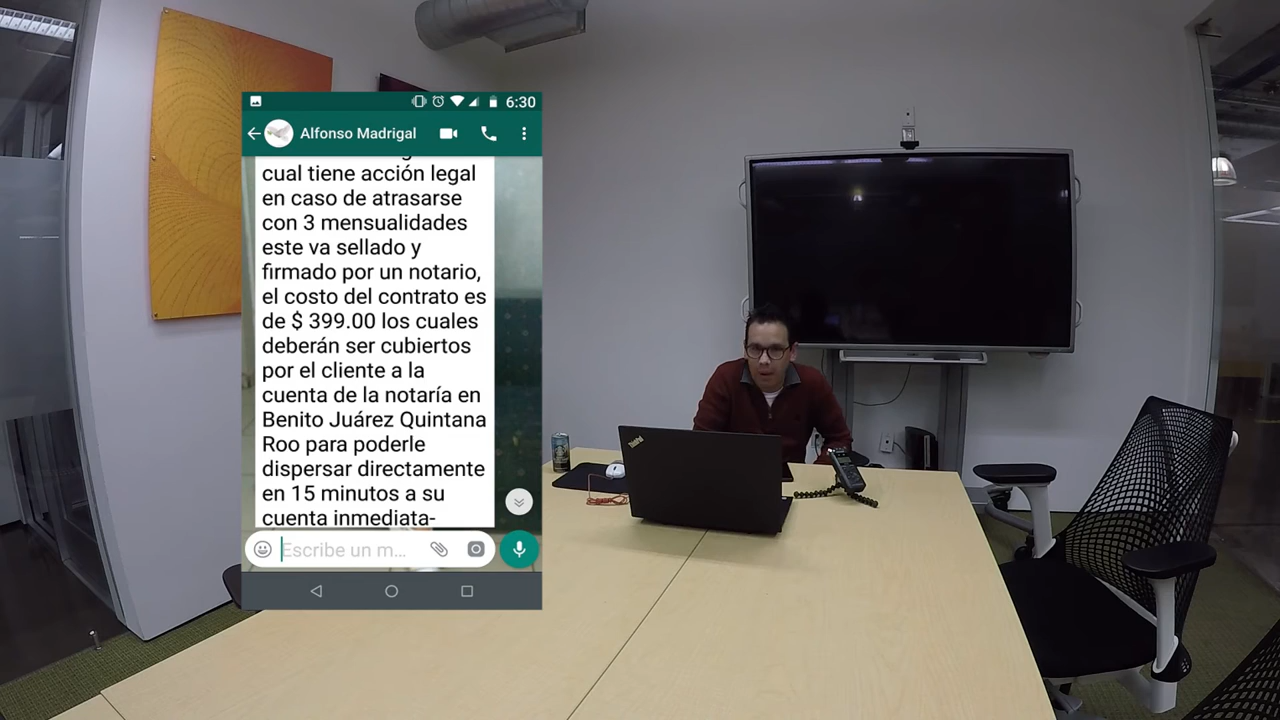 6:30
Alfonso Madrigal
cual tiene acción legal
en caso de atrasarse
con 3 mensualidades
este va sellado y
firmado por un notario,
el costo del contrato es
de $ 399.00 los cuales
deberán ser cubiertos
por el cliente a la
cuenta de la notaría en
Benito Juárez Quintana
Roo para poderle
dispersar directamente
en 15 minutos a su
cuenta inmediata-
Escribe un m...
ThinkPad